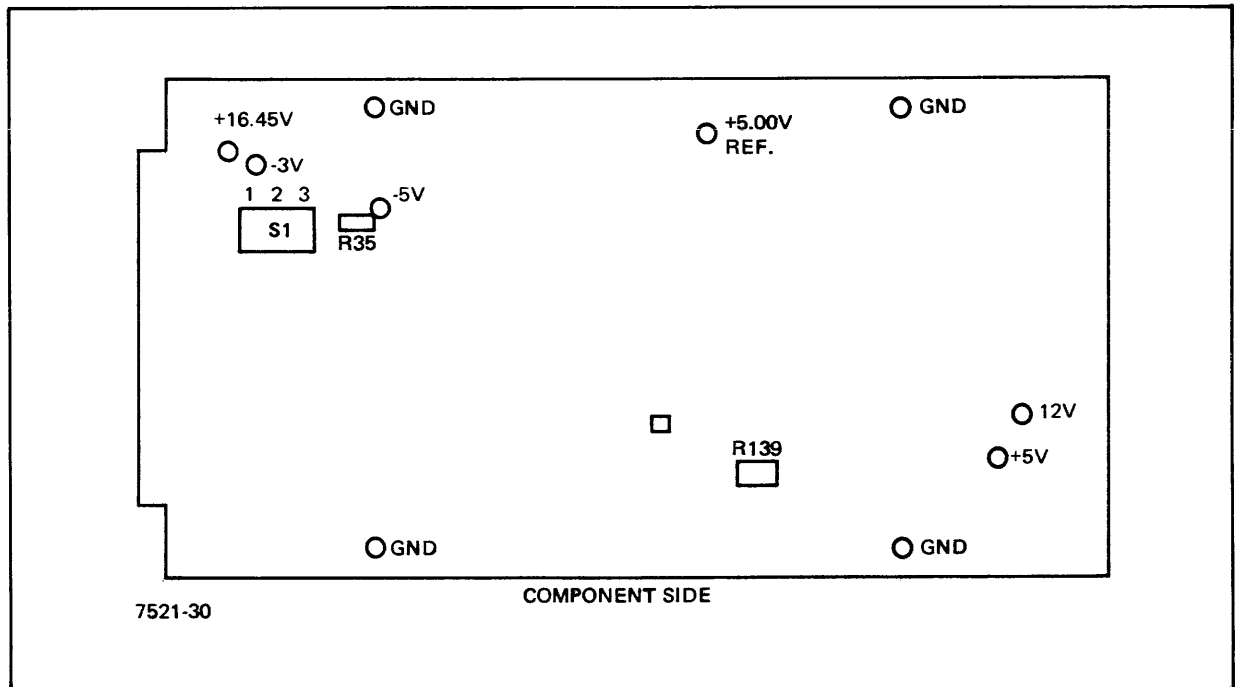 GND
GND
+16.45V
+5.00V
REF.
-3V
1 2 3
-5V
S1
R35
12V
R139
+5V
GND
GND
COMPONENT SIDE
7521-30